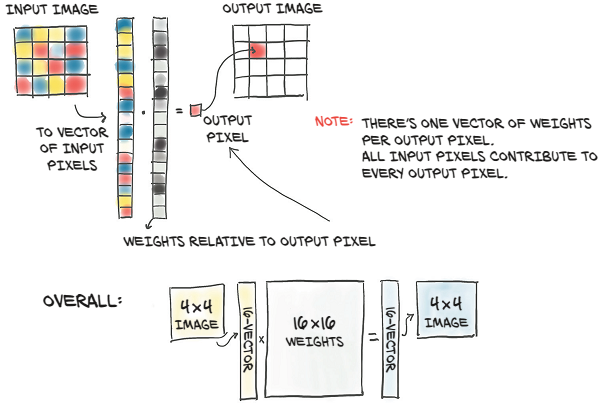 INPUT IMAGE
OUTPUT IMAGE
TO VECTOR
OF INPUT
PIXELS
·
=
OUTPUT
PIXEL
NOTE: THERE'S ONE VECTOR OF WEIGHTS
PER OUTPUT PIXEL.
ALL INPUT PIXELS CONTRIBUTE TO
EVERY OUTPUT PIXEL.
WEIGHTS RELATIVE TO OUTPUT PIXEL
OVERALL:
4×4
IMAGE
16-VECTOR
×
16×16
WEIGHTS
=
16-VECTOR
4×4
IMAGE